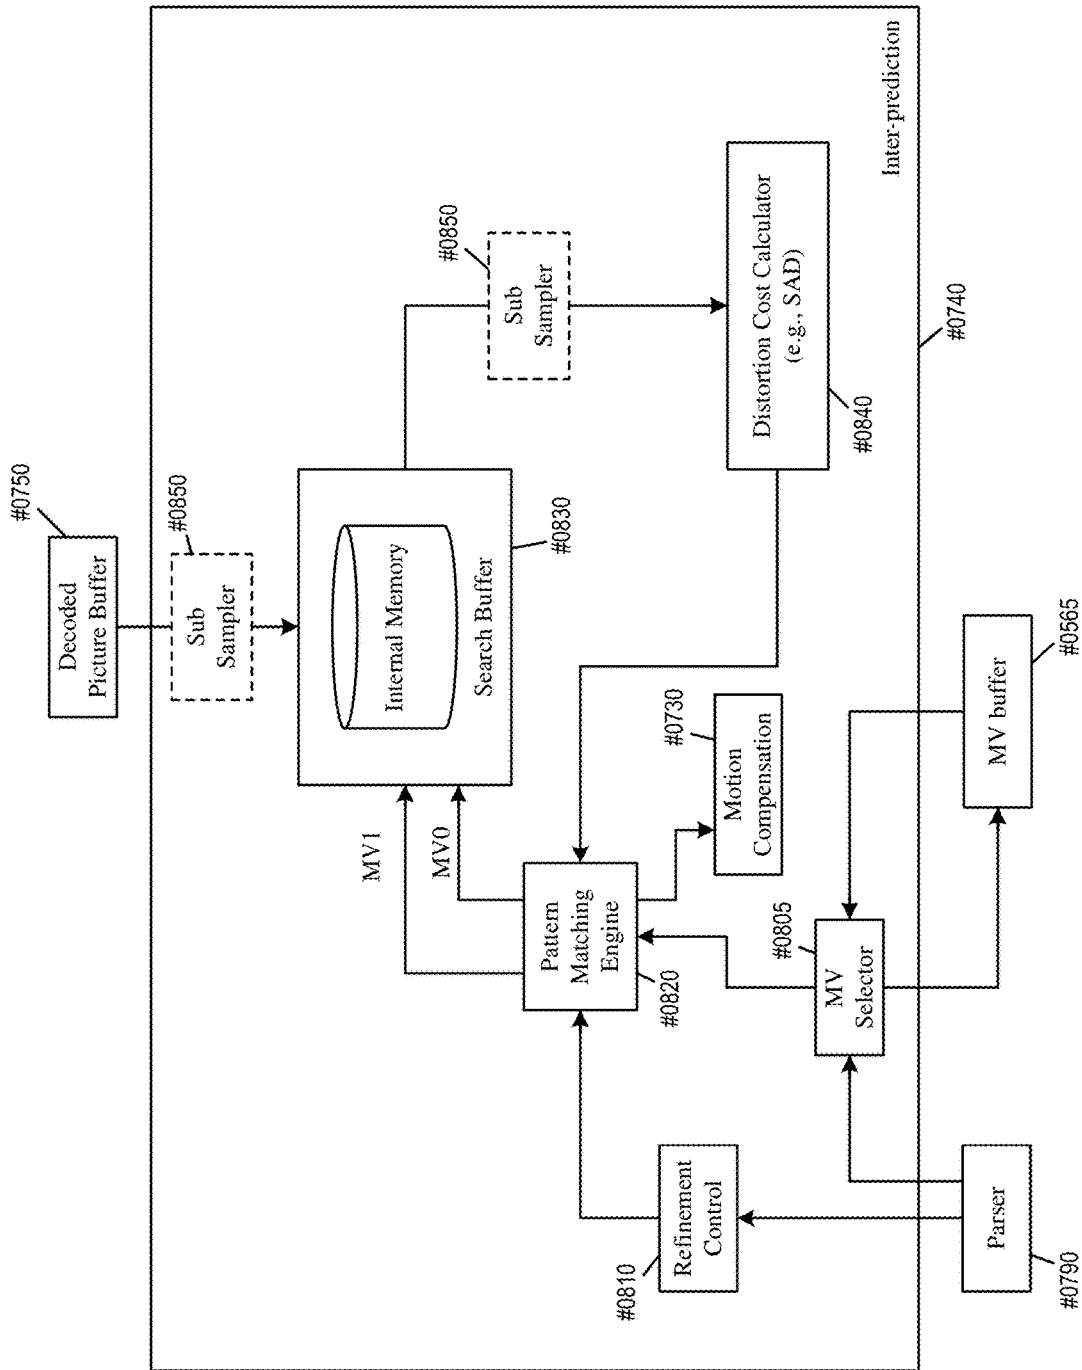 #0750
Decoded
Picture Buffer
#0850
Sub
Sampler
Internal Memory
Search Buffer
#0830
#0850
Sub
Sampler
Distortion Cost Calculator
(e.g., SAD)
#0840
Inter-prediction
#0740
MV1
MV0
Pattern
Matching
Engine
#0820
#0730
Motion
Compensation
#0805
MV
Selector
MV buffer
#0565
Refinement
Control
#0810
Parser
#0790